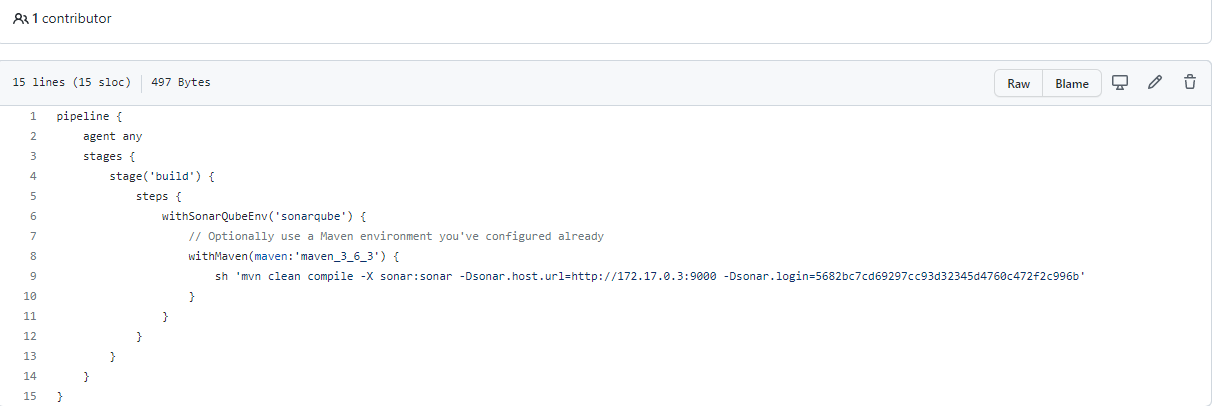 1 contributor
15 lines (15 sloc) 497 Bytes Raw Blame
1 pipeline {
2 agent any
3 stages {
4 stage('build') {
5 steps {
6 withSonarQubeEnv('sonarqube') {
7 // Optionally use a Maven environment you've configured already
8 withMaven(maven:'maven_3_6_3') {
9 sh 'mvn clean compile -X sonar:sonar -Dsonar.host.url=http://172.17.0.3:9000 -Dsonar.login=5682bc7cd69297cc93d32345d4760c472f2c996b'
10 }
11 }
12 }
13 }
14 }
15 }